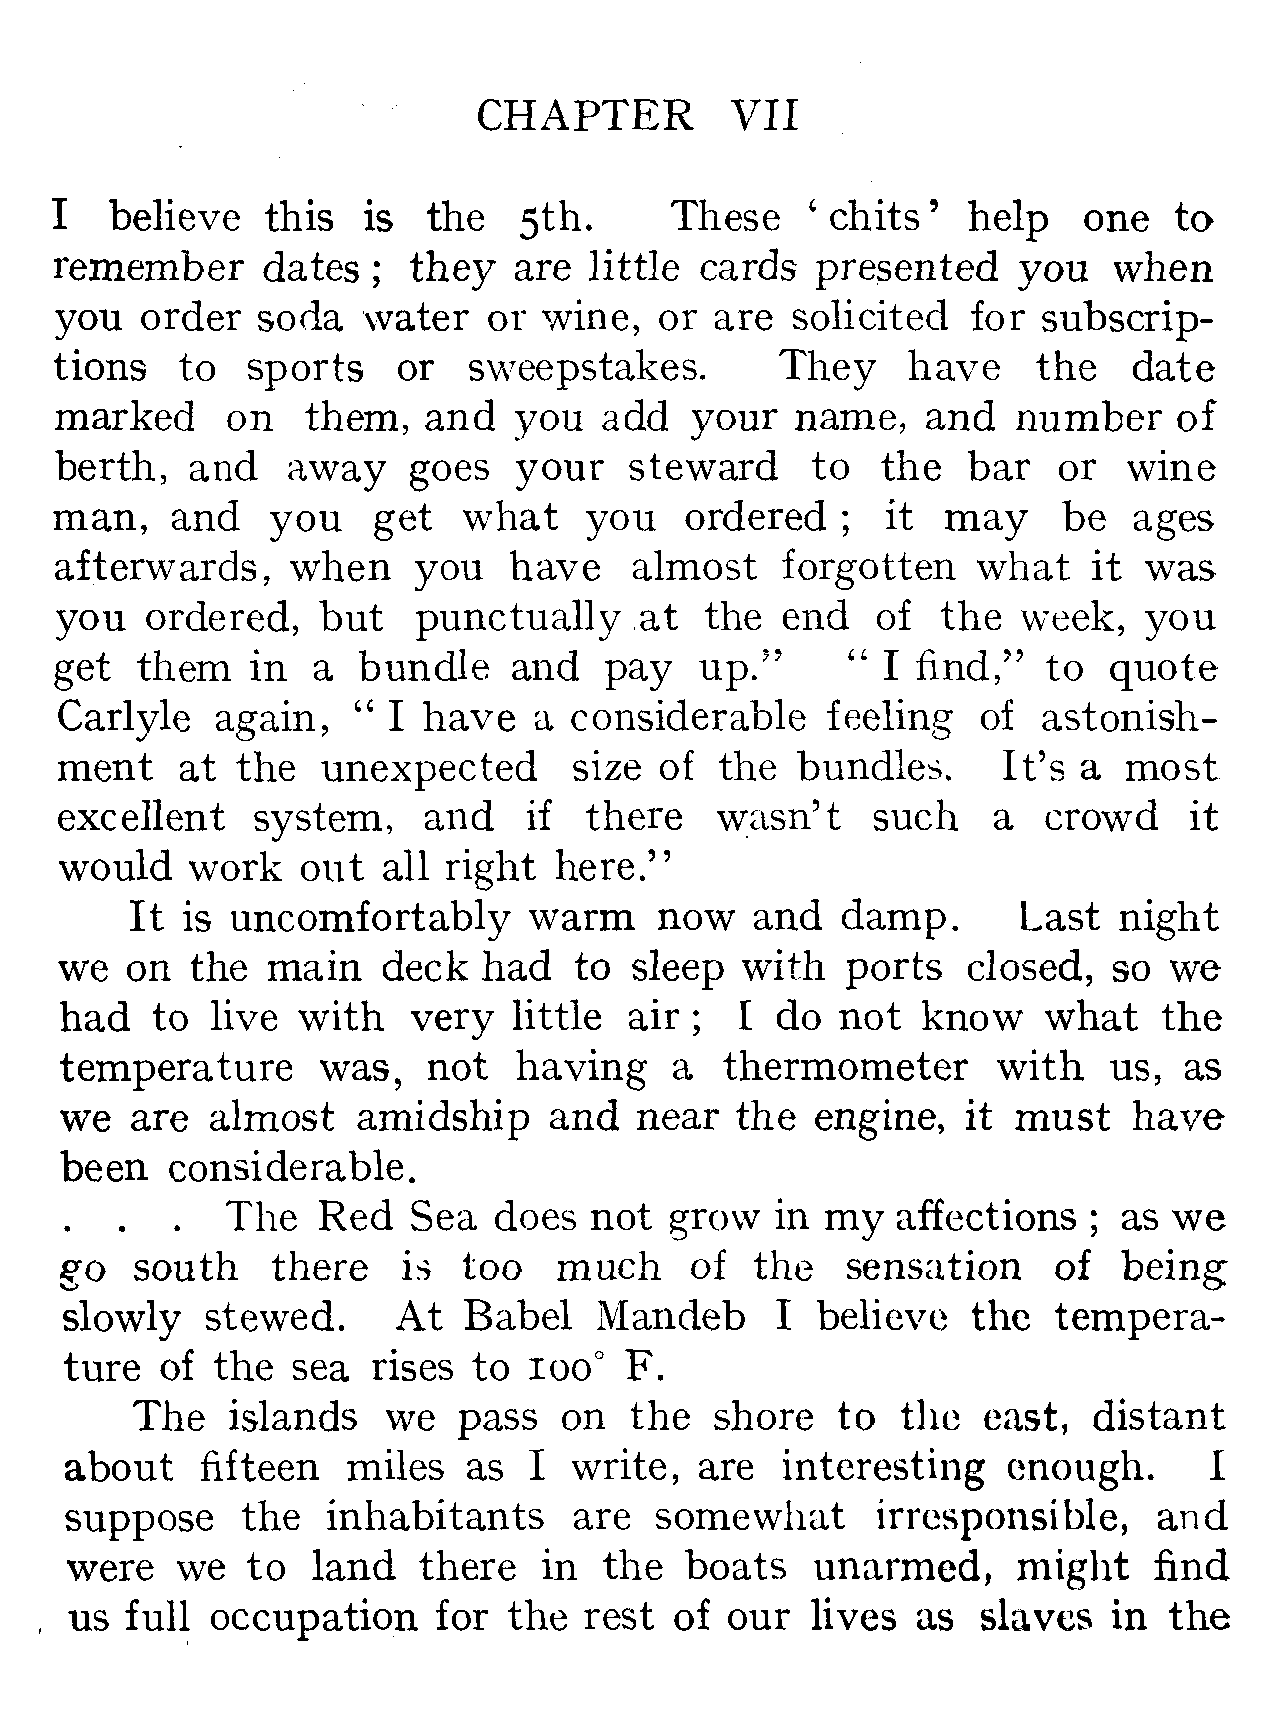 CHAPTER VII
I believe this is the 5th. These ‘ chits ’ help one to
remember dates ; they are little cards presented you when
you order soda water or wine, or are solicited for subscrip-
tions to sports or sweepstakes. They have the date
marked on them, and you add your name, and number of
berth, and away goes your steward to the bar or wine
man, and you get what you ordered ; it may be ages
afterwards, when you have almost forgotten what it was
you ordered, but punctually at the end of the week, you
get them in a bundle and pay up.” “ I find,” to quote
Carlyle again, “ I have a considerable feeling of astonish-
ment at the unexpected size of the bundles. It’s a most
excellent system, and if there wasn’t such a crowd it
would work out all right here.”
It is uncomfortably warm now and damp. Last night
we on the main deck had to sleep with ports closed, so we
had to live with very little air ; I do not know what the
temperature was, not having a thermometer with us, as
we are almost amidship and near the engine, it must have
been considerable.
. . . The Red Sea does not grow in my affections ; as we
go south there is too much of the sensation of being
slowly stewed. At Babel Mandeb I believe the tempera-
ture of the sea rises to 100° F.
The islands we pass on the shore to the east, distant
about fifteen miles as I write, are interesting enough. I
suppose the inhabitants are somewhat irresponsible, and
were we to land there in the boats unarmed, might find
us full occupation for the rest of our lives as slaves in the